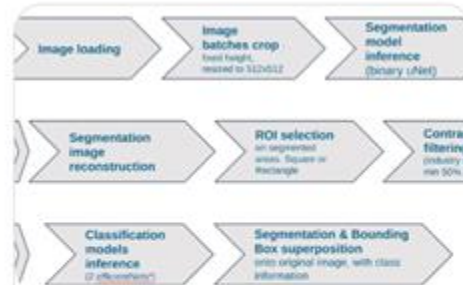 Image loading
Image
batches crop
fixed height,
resized to 512x512
Segmentation
model
inference
(binary uNet)
Segmentation
image
reconstruction
ROI selection
on segmented
areas. Square or
Rectangle
Contra
filtering
(industry
min 50%
Classification
models
inference
Segmentation & Bounding
Box superposition
onto original image, with class
information